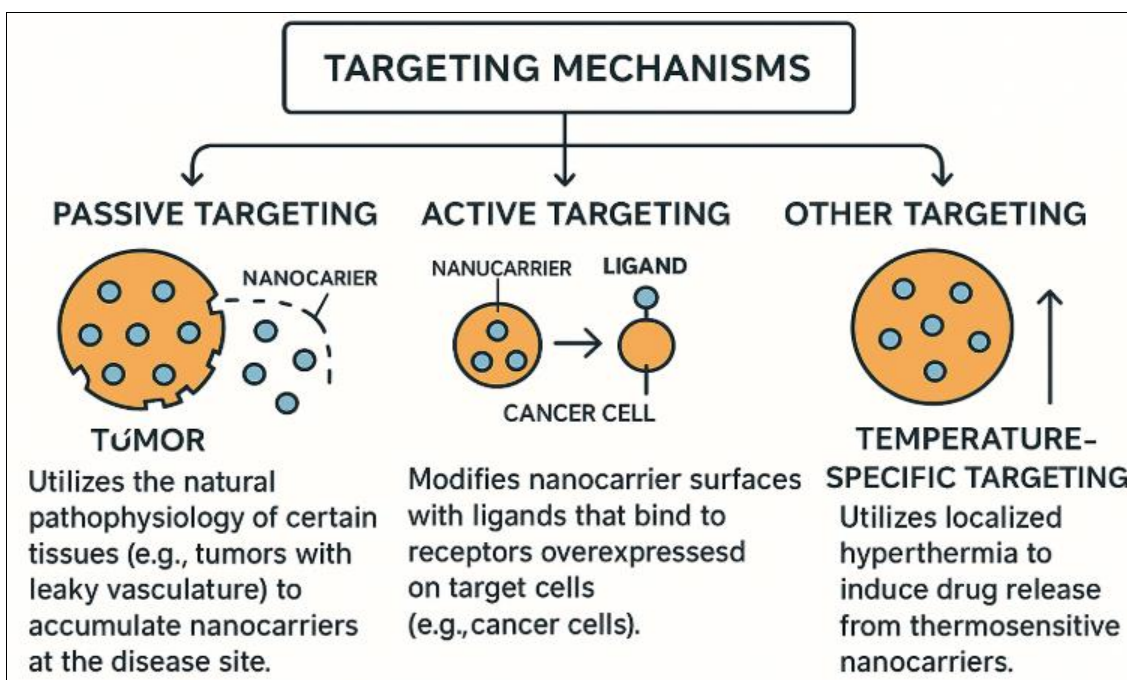 TARGETING MECHANISMS
PASSIVE TARGETING
NANOCARIER
TÚMOR
Utilizes the natural
pathophysiology of certain
tissues (e.g., tumors with
leaky vasculature) to
accumulate nanocarriers
at the disease site.
ACTIVE TARGETING
NANUCARRIER
LIGAND
CANCER CELL
Modifies nanocarrier surfaces
with ligands that bind to
receptors overexpressesd
on target cells
(e.g.,cancer cells).
OTHER TARGETING
TEMPERATURE-
SPECIFIC TARGETING
Utilizes localized
hyperthermia to
induce drug release
from thermosensitive
nanocarriers.